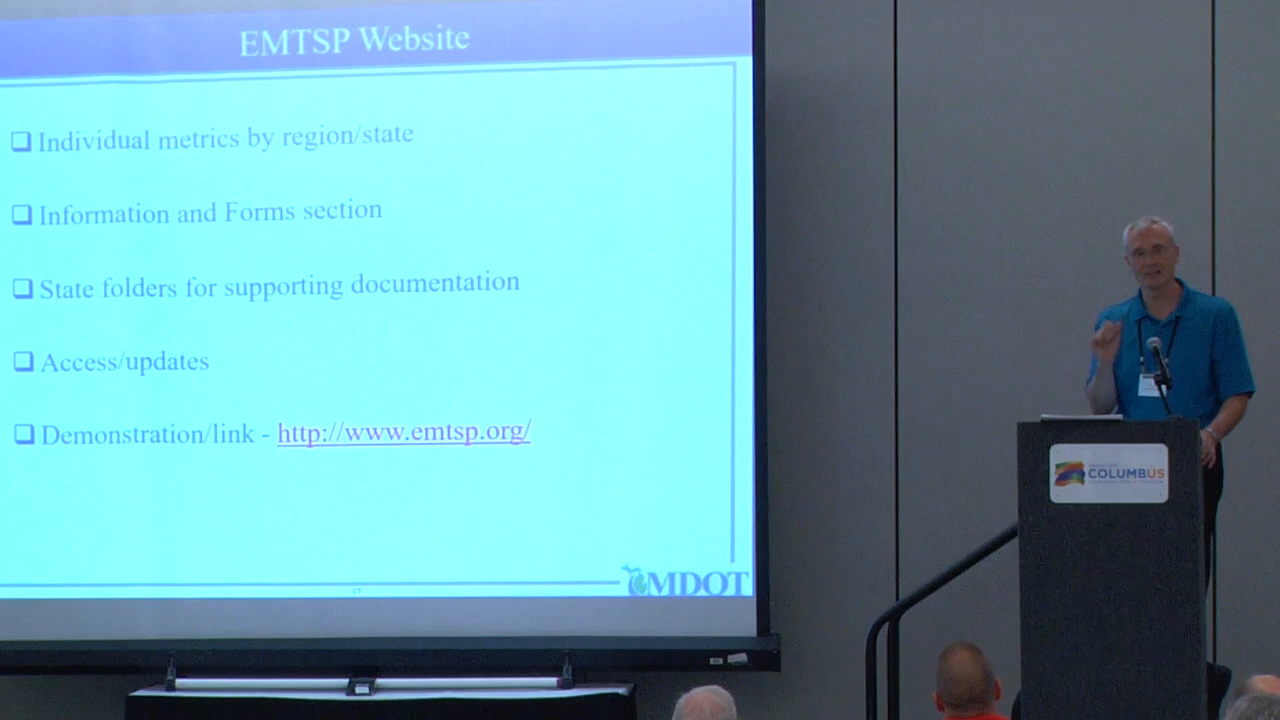 EMTSP Website
❑ Individual metrics by region/state
❑ Information and Forms section
❑ State folders for supporting documentation
❑ Access/updates
❑ Demonstration/link - http://www.emtsp.org/
17
MDOT
COLUMBUS